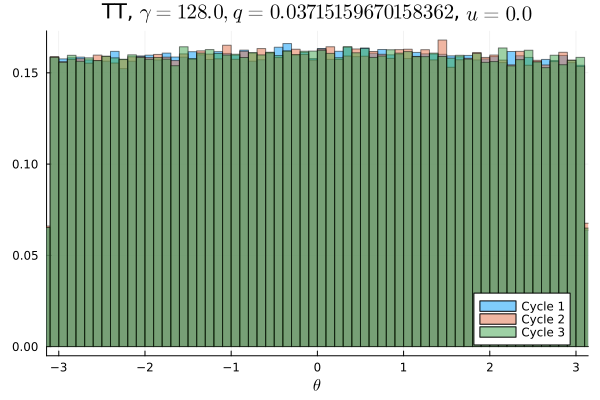 TT, γ = 128.0, q = 0.03715159670158362, u = 0.0
0.15
0.10
0.05
0.00
−3 −2 −1 0 1 2 3
θ
Cycle 1
Cycle 2
Cycle 3